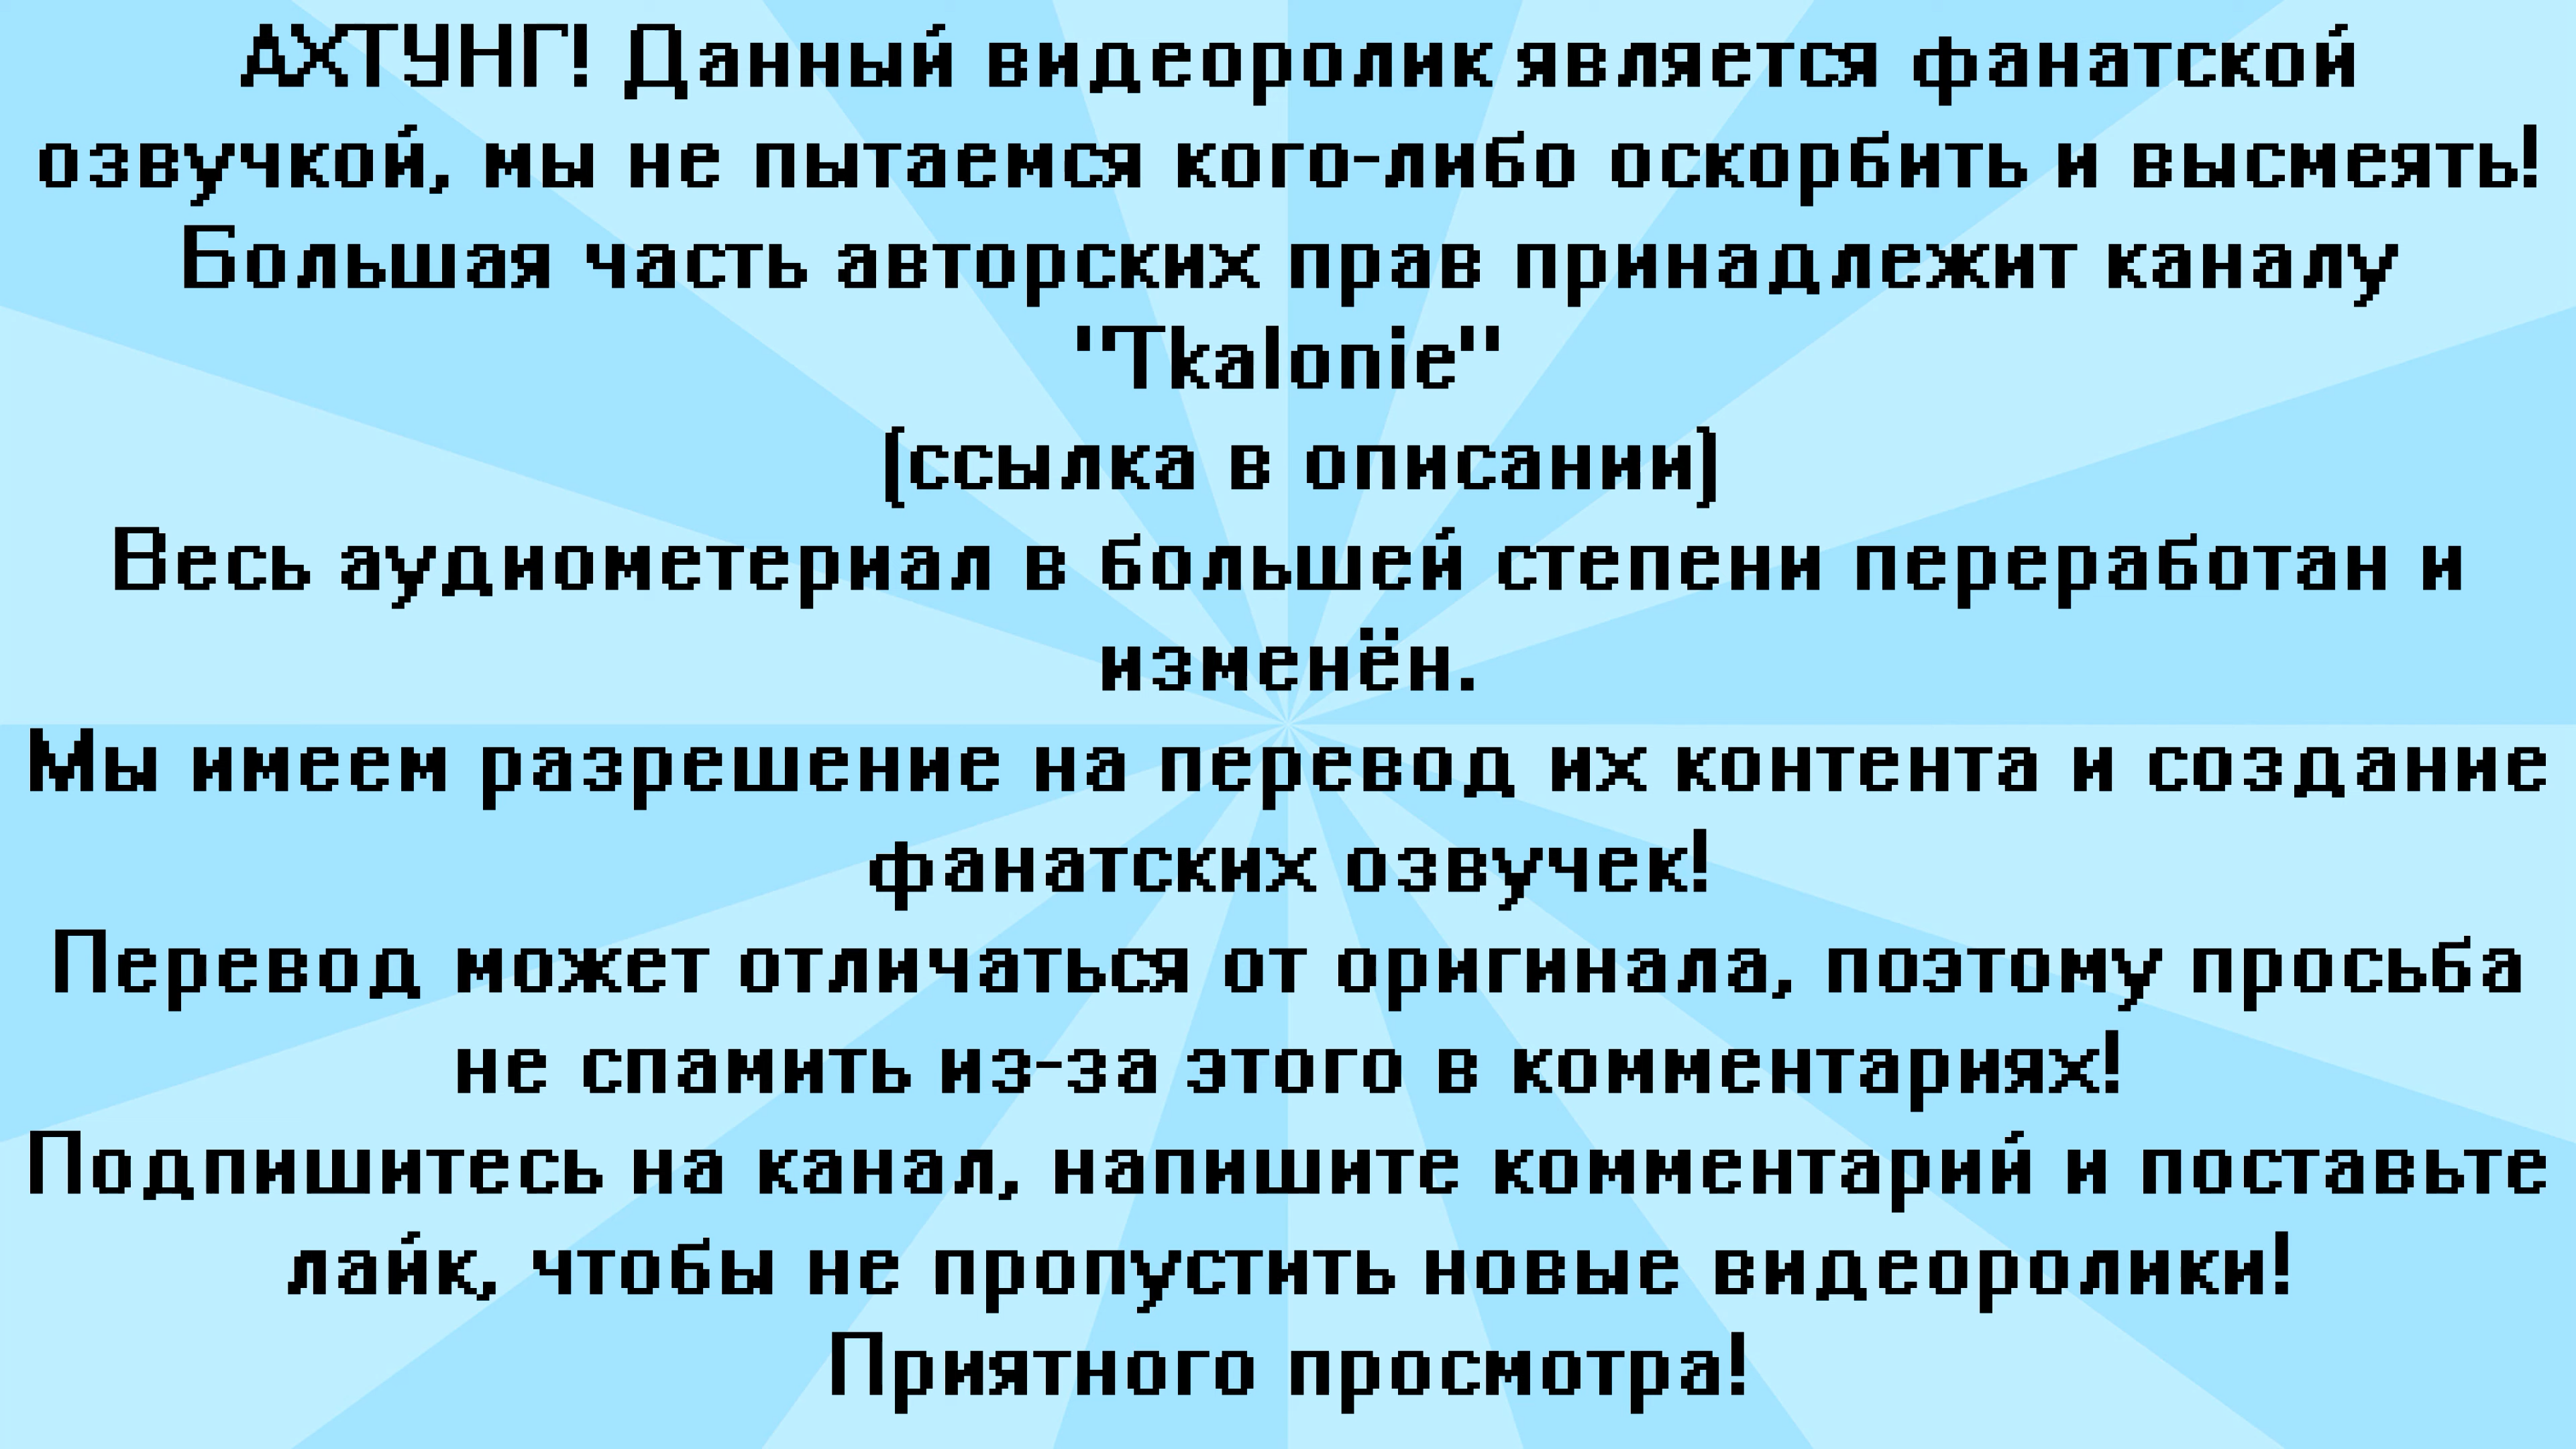 АХТУНГ! Данный видеоролик является фанатской
озвучкой, мы не пытаемся кого-либо оскорбить и высмеять!
Большая часть авторских прав принадлежит каналу
"Tkalonie"
(ссылка в описании)
Весь аудиометериал в большей степени переработан и
изменён.
Мы имеем разрешение на перевод их контента и создание
фанатских озвучек!
Перевод может отличаться от оригинала, поэтому просьба
не спамить из-за этого в комментариях!
Подпишитесь на канал, напишите комментарий и поставьте
лайк, чтобы не пропустить новые видеоролики!
Приятного просмотра!